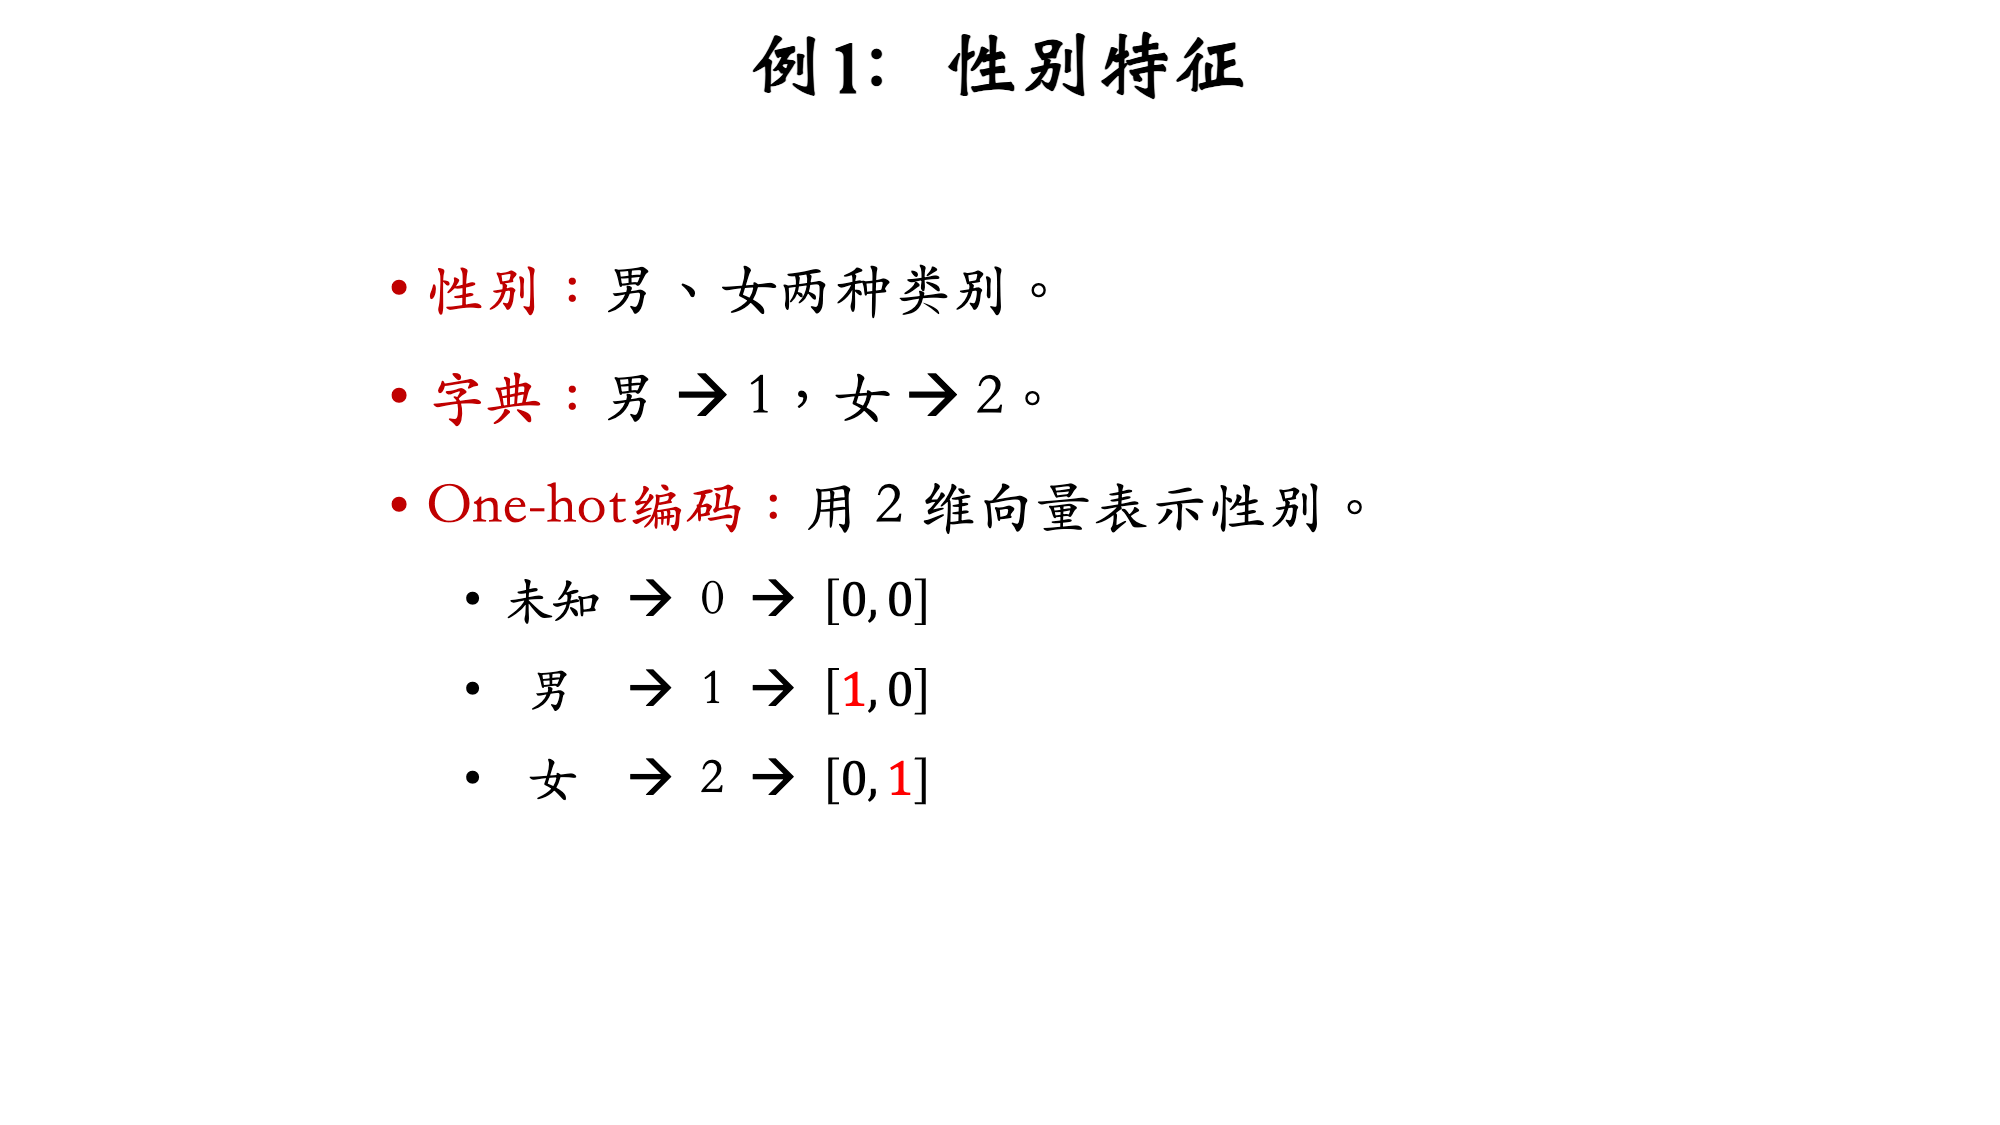 例1: 性别特征
• 性别：男、女两种类别。
• 字典：男 → 1，女 → 2。
• One-hot编码：用 2 维向量表示性别。
• 未知 → 0 → [0, 0]
• 男 → 1 → [1, 0]
• 女 → 2 → [0, 1]